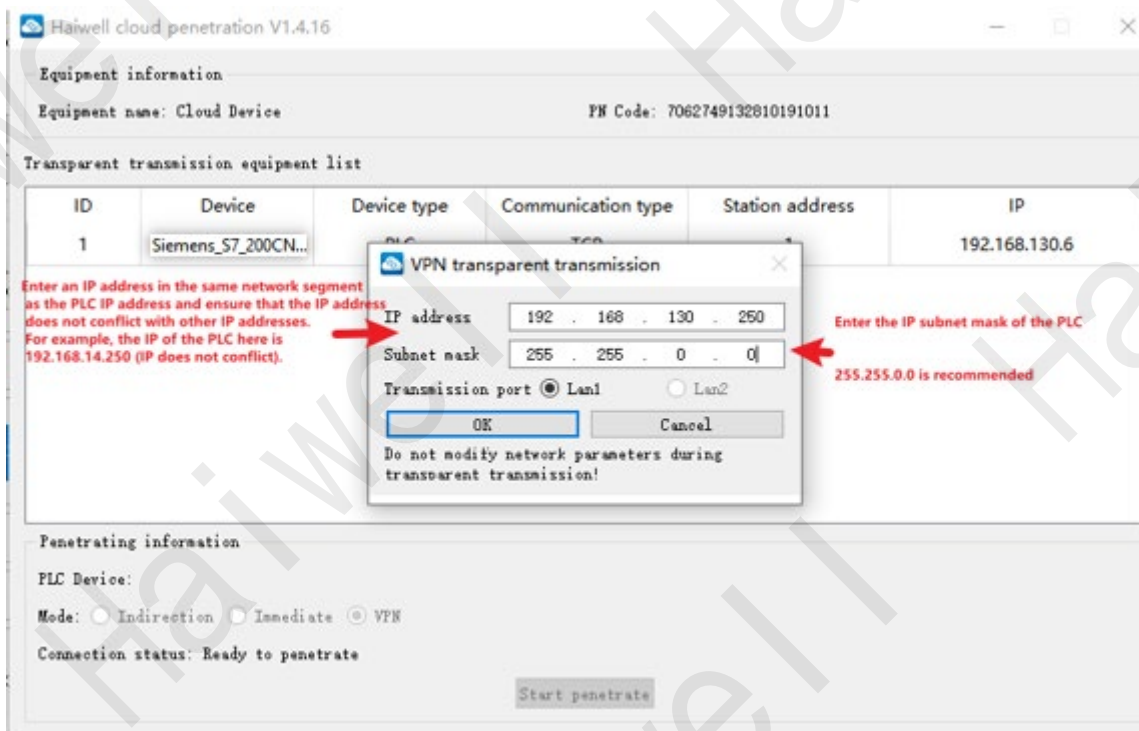 Haiwell cloud penetration V1.4.16
Equipment information
Equipment name: Cloud Device PN Code: 7062749132810191011
Transparent transmission equipment list
ID Device Device type Communication type Station address IP
1 Siemens_S7_200CN... PLC TCP 1 192.168.130.6
VPN transparent transmission
Enter an IP address in the same network segment
as the PLC IP address and ensure that the IP address
does not conflict with other IP addresses.
For example, the IP of the PLC here is
192.168.14.250 (IP does not conflict).
IP address 192 . 168 . 130 . 250
Subnet mask 255 . 255 . 0 . 0
Enter the IP subnet mask of the PLC
255.255.0.0 is recommended
Transmission port Lan1 Lan2
OK Cancel
Do not modify network parameters during
transparent transmission!
Penetrating information
PLC Device:
Mode: Indirection Immediate VPN
Connection status: Ready to penetrate
Start penetrate
Haiwell